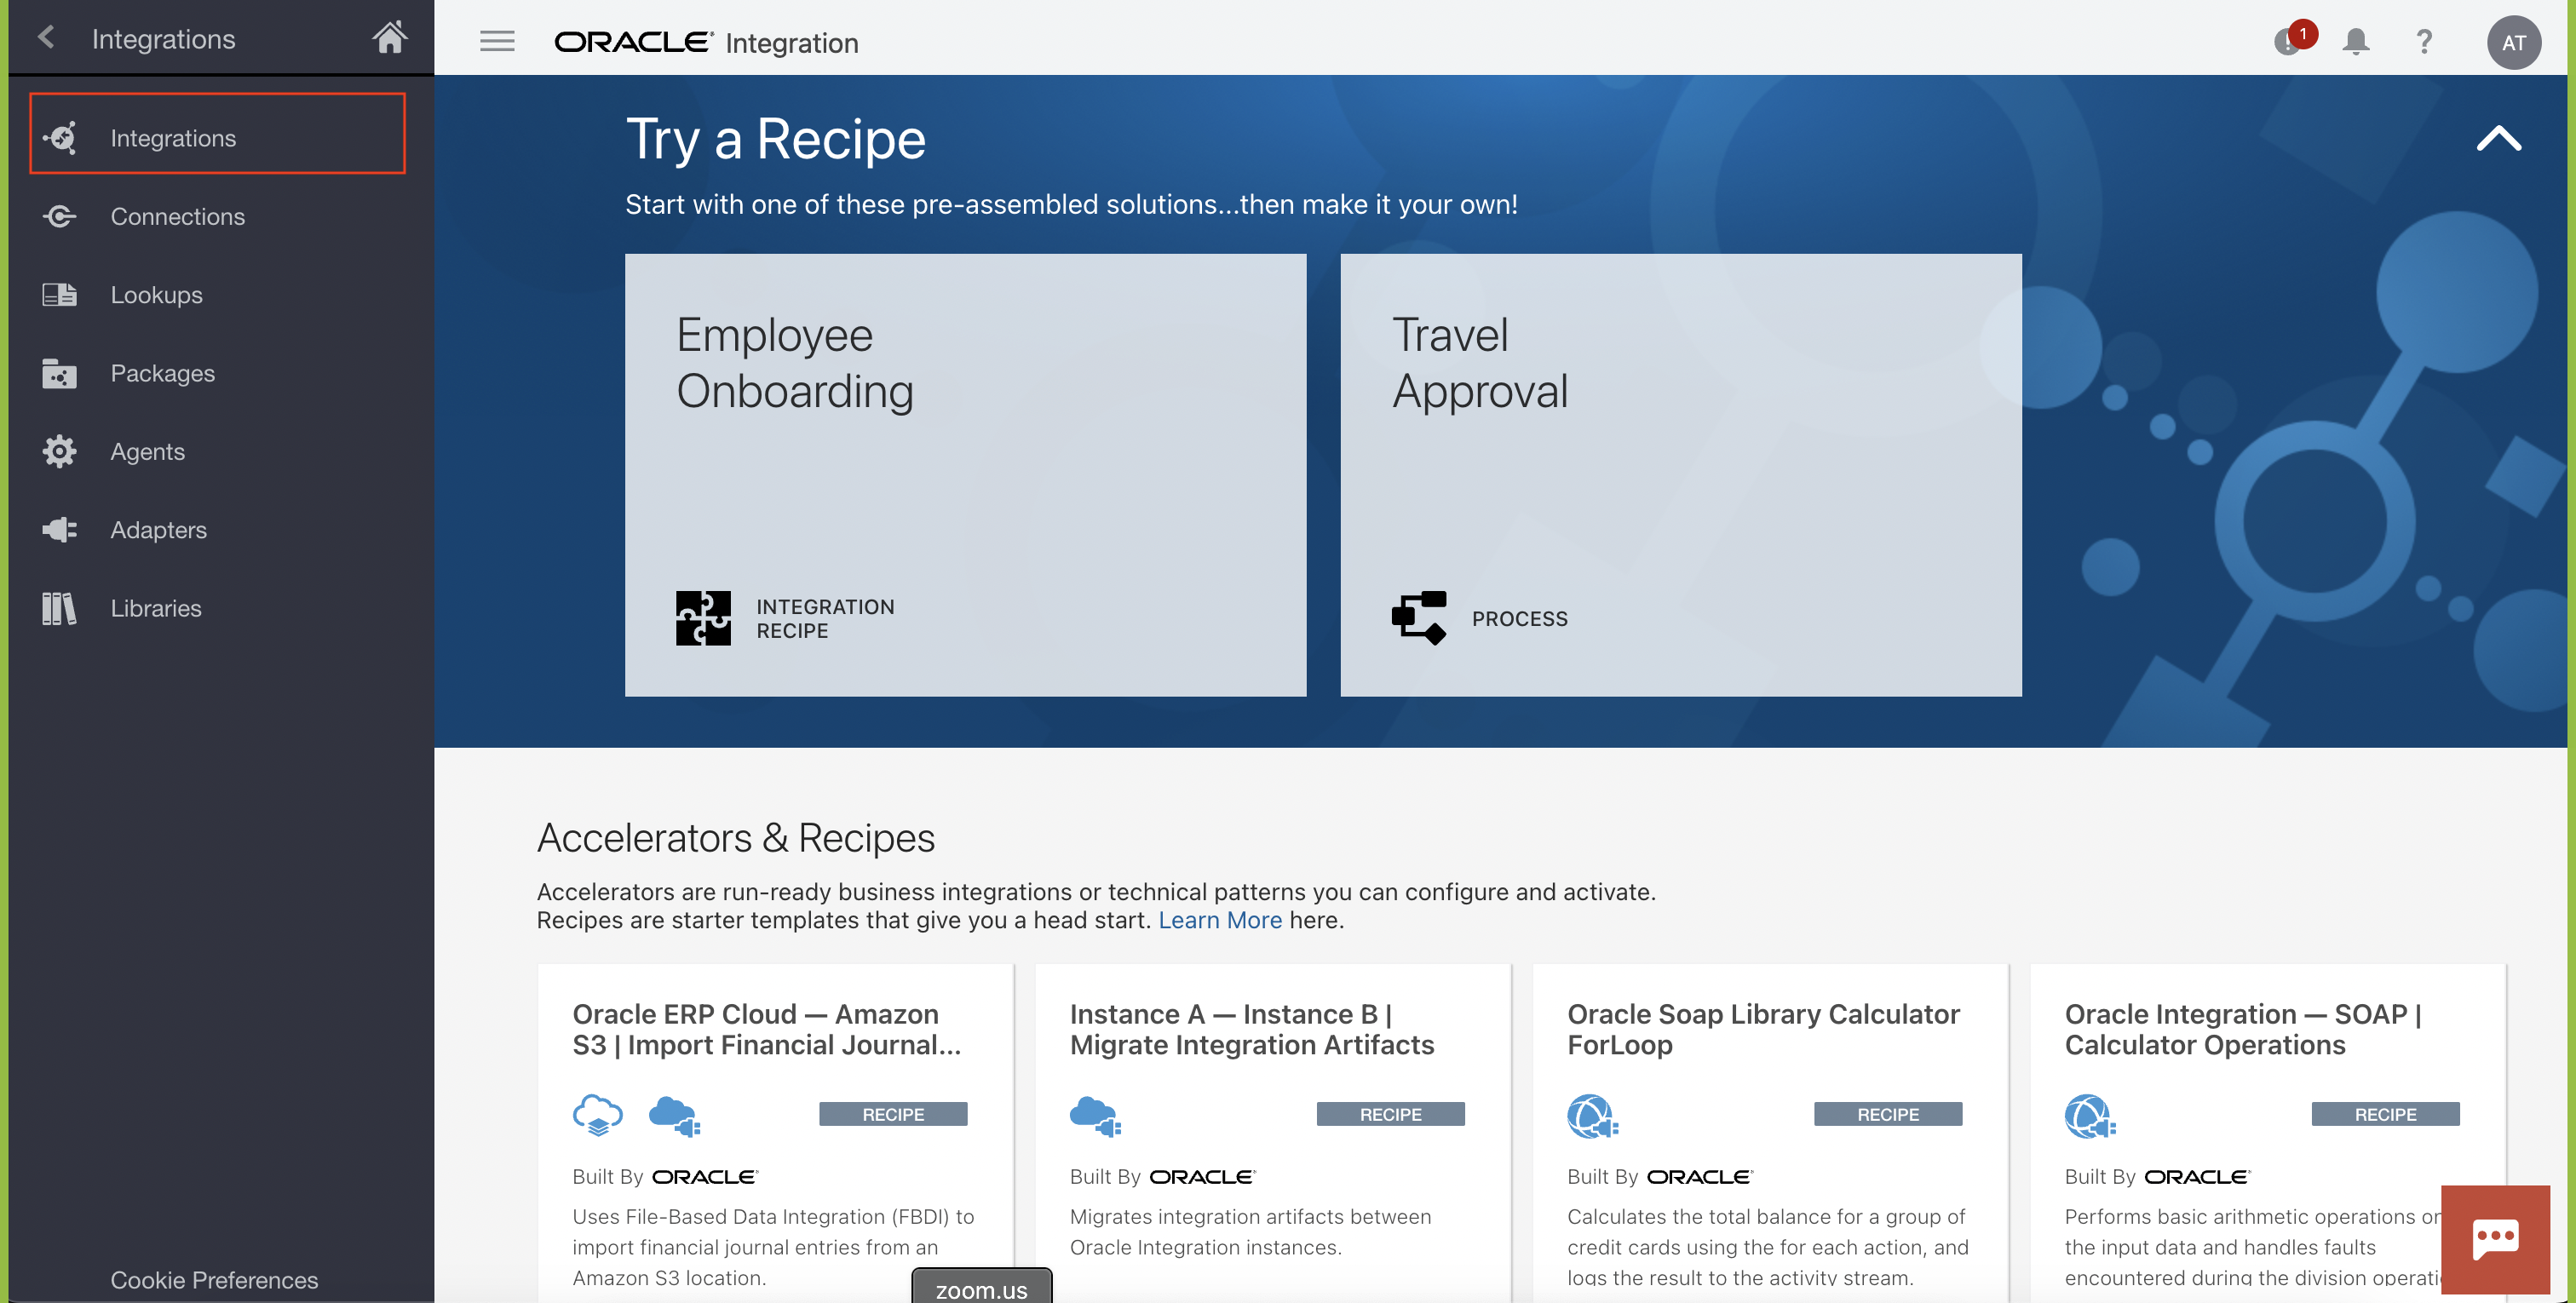 Integrations
ORACLE Integration
1
?
AT
Integrations
Connections
Lookups
Packages
Agents
Adapters
Libraries
Cookie Preferences
Try a Recipe
Start with one of these pre-assembled solutions...then make it your own!
Employee
Onboarding
INTEGRATION
RECIPE
Travel
Approval
PROCESS
Accelerators & Recipes
Accelerators are run-ready business integrations or technical patterns you can configure and activate.
Recipes are starter templates that give you a head start. Learn More here.
Oracle ERP Cloud — Amazon
S3 | Import Financial Journal...
RECIPE
Built By ORACLE
Uses File-Based Data Integration (FBDI) to
import financial journal entries from an
Amazon S3 location.
Instance A — Instance B |
Migrate Integration Artifacts
RECIPE
Built By ORACLE
Migrates integration artifacts between
Oracle Integration instances.
Oracle Soap Library Calculator
ForLoop
RECIPE
Built By ORACLE
Calculates the total balance for a group of
credit cards using the for each action, and
logs the result to the activity stream.
Oracle Integration — SOAP |
Calculator Operations
RECIPE
Built By ORACLE
Performs basic arithmetic operations or
the input data and handles faults
encountered during the division operati
zoom.us